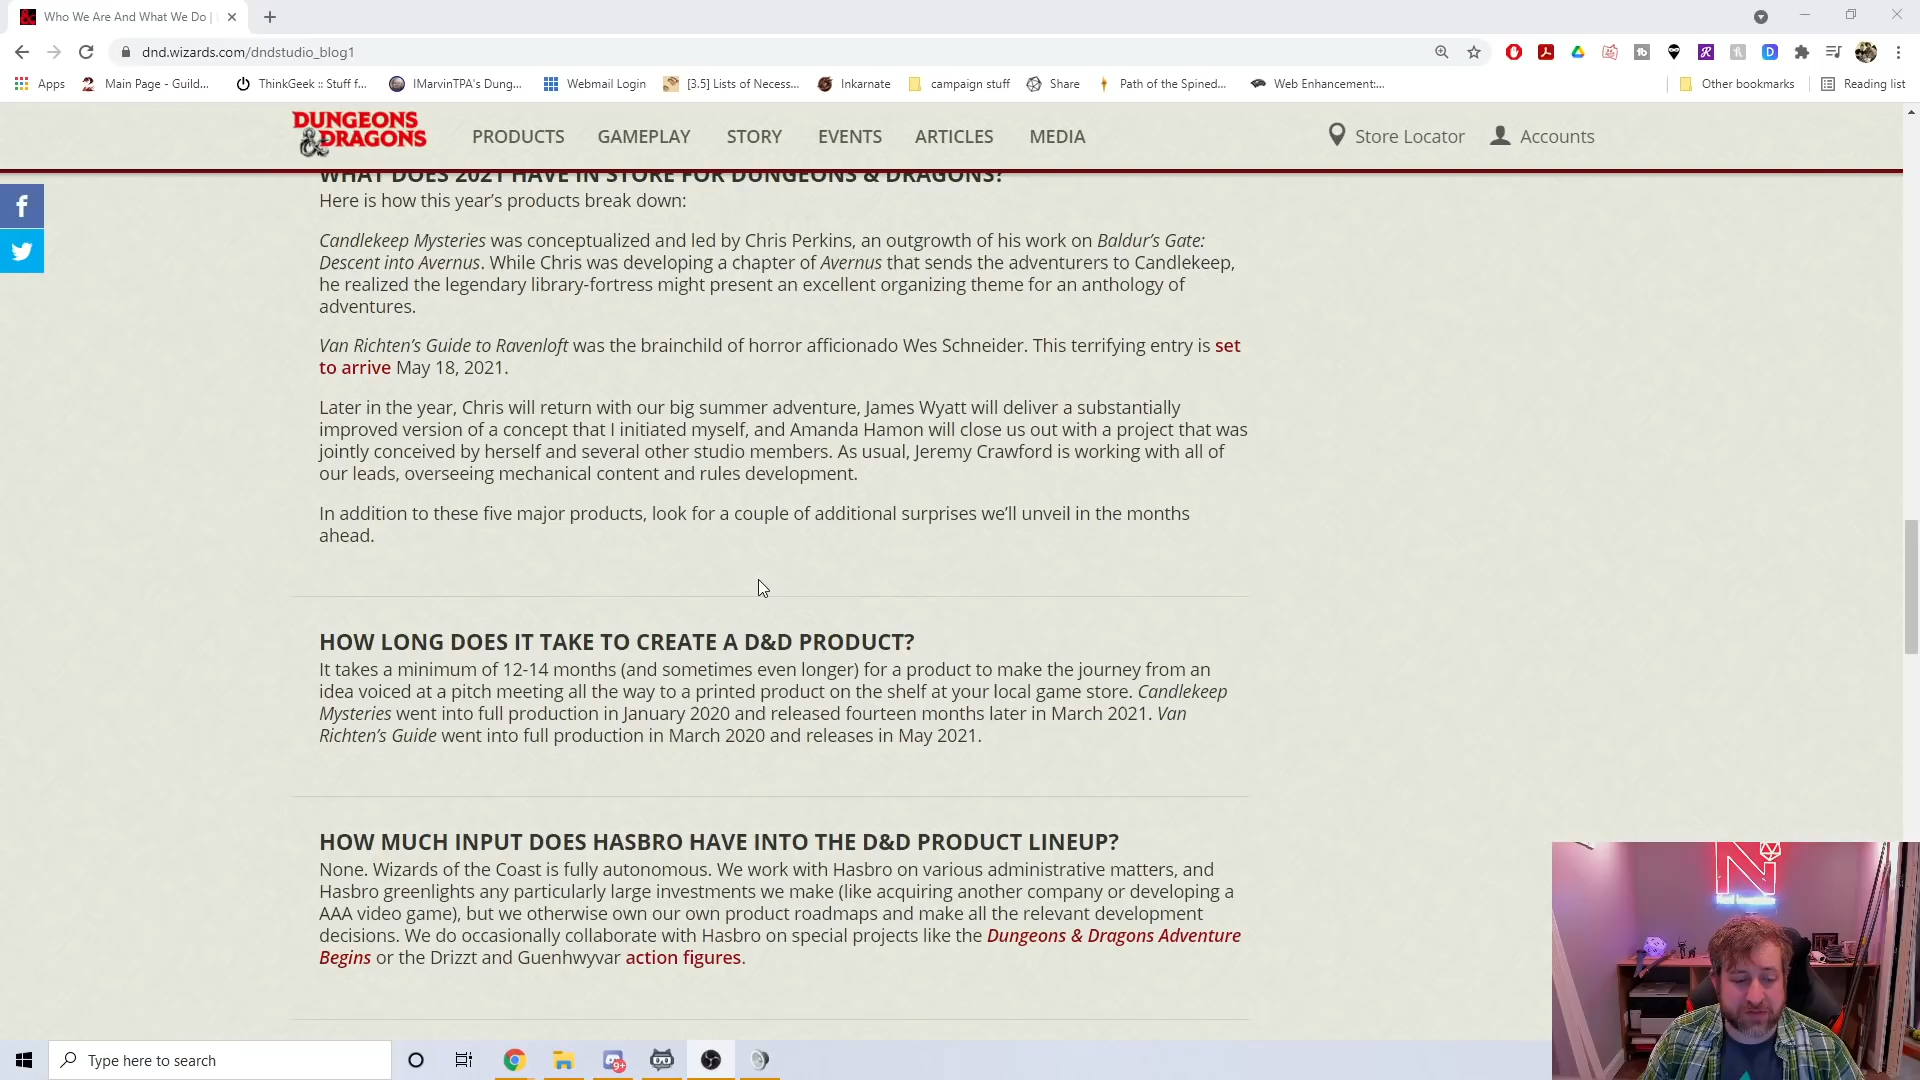 Who We Are And What We Do |
dnd.wizards.com/dndstudio_blog1
Apps Main Page - Guild... ThinkGeek :: Stuff f... IMarvinTPA's Dung... Webmail Login [3.5] Lists of Necess... Inkarnate campaign stuff Share Path of the Spined... Web Enhancement:... Other bookmarks Reading list
DUNGEONS & DRAGONS
PRODUCTS GAMEPLAY STORY EVENTS ARTICLES MEDIA Store Locator Accounts
WHAT DOES 2021 HAVE IN STORE FOR DUNGEONS & DRAGONS?
Here is how this year's products break down:
Candlekeep Mysteries was conceptualized and led by Chris Perkins, an outgrowth of his work on Baldur's Gate:
Descent into Avernus. While Chris was developing a chapter of Avernus that sends the adventurers to Candlekeep,
he realized the legendary library-fortress might present an excellent organizing theme for an anthology of
adventures.
Van Richten's Guide to Ravenloft was the brainchild of horror afficionado Wes Schneider. This terrifying entry is set
to arrive May 18, 2021.
Later in the year, Chris will return with our big summer adventure, James Wyatt will deliver a substantially
improved version of a concept that I initiated myself, and Amanda Hamon will close us out with a project that was
jointly conceived by herself and several other studio members. As usual, Jeremy Crawford is working with all of
our leads, overseeing mechanical content and rules development.
In addition to these five major products, look for a couple of additional surprises we'll unveil in the months
ahead.
HOW LONG DOES IT TAKE TO CREATE A D&D PRODUCT?
It takes a minimum of 12-14 months (and sometimes even longer) for a product to make the journey from an
idea voiced at a pitch meeting all the way to a printed product on the shelf at your local game store. Candlekeep
Mysteries went into full production in January 2020 and released fourteen months later in March 2021. Van
Richten's Guide went into full production in March 2020 and releases in May 2021.
HOW MUCH INPUT DOES HASBRO HAVE INTO THE D&D PRODUCT LINEUP?
None. Wizards of the Coast is fully autonomous. We work with Hasbro on various administrative matters, and
Hasbro greenlights any particularly large investments we make (like acquiring another company or developing a
AAA video game), but we otherwise own our own product roadmaps and make all the relevant development
decisions. We do occasionally collaborate with Hasbro on special projects like the Dungeons & Dragons Adventure
Begins or the Drizzt and Guenhwyvar action figures.
Type here to search
9+